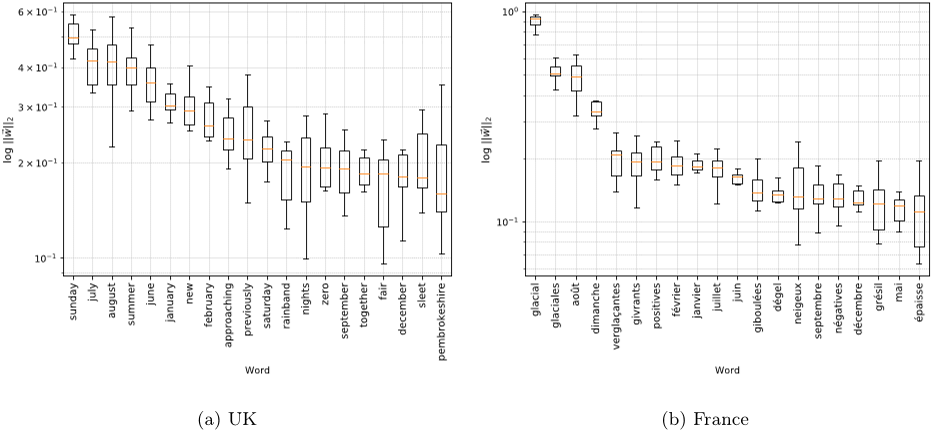 6 × 10⁻¹
4 × 10⁻¹
3 × 10⁻¹
2 × 10⁻¹
10⁻¹
log ||w⃗||₂
sunday
july
august
summer
june
january
new
february
approaching
previously
saturday
rainband
nights
zero
september
together
fair
december
sleet
pembrokeshire
Word
(a) UK
10⁰
10⁻¹
log ||w⃗||₂
glacial
glaciales
août
dimanche
verglaçantes
givrants
positives
février
janvier
juillet
juin
giboulées
dégel
neigeux
septembre
négatives
décembre
grésil
mai
épaisse
Word
(b) France